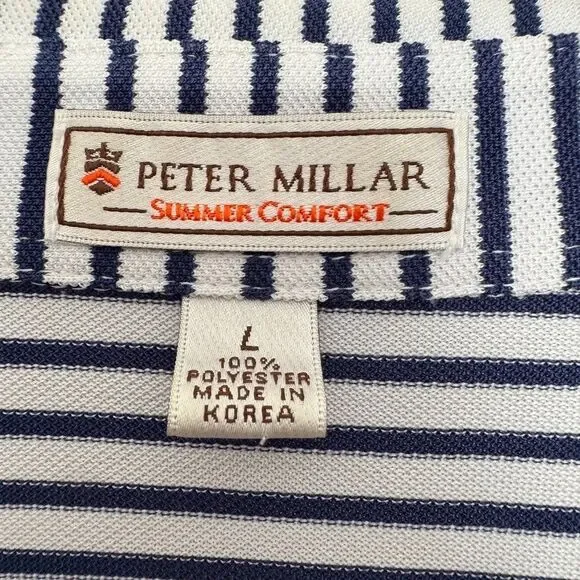 PETER MILLAR
SUMMER COMFORT
L
100%
POLYESTER
MADE IN
KOREA